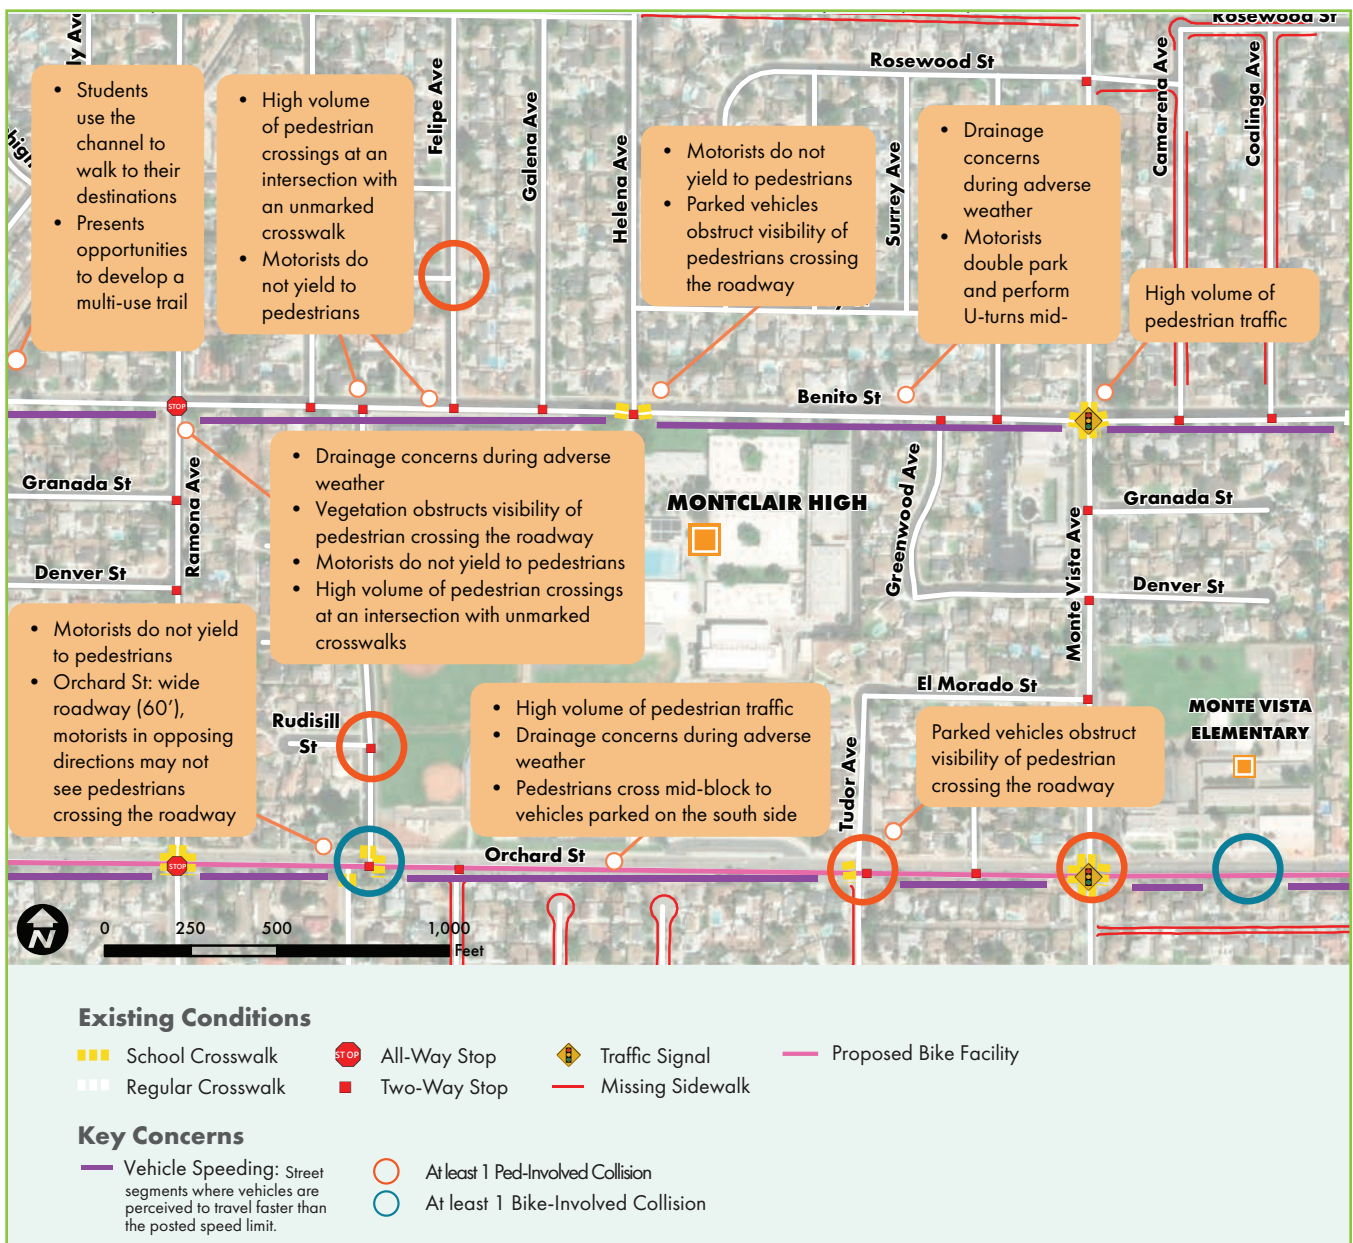 Rosewood St
Rosewood St
Felipe Ave
Galena Ave
Helena Ave
Surrey Ave
Camarena Ave
Coalinga Ave
• Students
use the
channel to
walk to their
destinations
• Presents
opportunities
to develop a
multi-use trail
• High volume
of pedestrian
crossings at an
intersection with
an unmarked
crosswalk
• Motorists do
not yield to
pedestrians
• Motorists do not
yield to pedestrians
• Parked vehicles
obstruct visibility of
pedestrians crossing
the roadway
• Drainage
concerns
during adverse
weather
• Motorists
double park
and perform
U-turns mid-
High volume of
pedestrian traffic
STOP
Benito St
Granada St
Ramona Ave
Denver St
• Drainage concerns during adverse
weather
• Vegetation obstructs visibility of
pedestrian crossing the roadway
• Motorists do not yield to pedestrians
• High volume of pedestrian crossings
at an intersection with unmarked
crosswalks
MONTCLAIR HIGH
Greenwood Ave
Monte Vista Ave
Granada St
Denver St
• Motorists do not yield
to pedestrians
• Orchard St: wide
roadway (60’),
motorists in opposing
directions may not
see pedestrians
crossing the roadway
Rudisill
St
• High volume of pedestrian traffic
• Drainage concerns during adverse
weather
• Pedestrians cross mid-block to
vehicles parked on the south side
El Morado St
Tudor Ave
Parked vehicles obstruct
visibility of pedestrian
crossing the roadway
MONTE VISTA
ELEMENTARY
STOP
Orchard St
N
0 250 500 1,000
Feet
Existing Conditions
School Crosswalk
STOP All-Way Stop
Traffic Signal
Proposed Bike Facility
Regular Crosswalk
Two-Way Stop
Missing Sidewalk
Key Concerns
Vehicle Speeding: Street
segments where vehicles are
perceived to travel faster than
the posted speed limit.
At least 1 Ped-Involved Collision
At least 1 Bike-Involved Collision